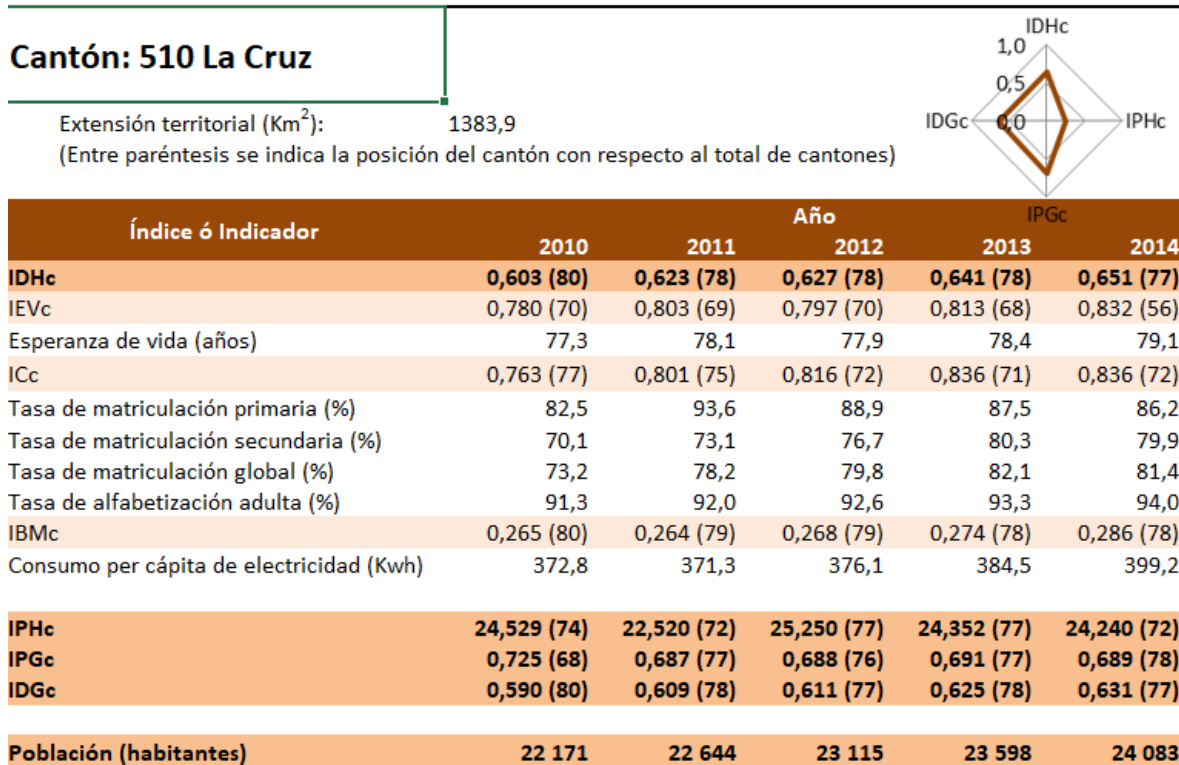 Cantón: 510 La Cruz
IDHc
1,0
0,5
IDGc 0,0 IPHc
IPGc
Extensión territorial (Km²): 1383,9
(Entre paréntesis se indica la posición del cantón con respecto al total de cantones)
Índice ó Indicador Año
2010 2011 2012 2013 2014
IDHc 0,603 (80) 0,623 (78) 0,627 (78) 0,641 (78) 0,651 (77)
IEVc 0,780 (70) 0,803 (69) 0,797 (70) 0,813 (68) 0,832 (56)
Esperanza de vida (años) 77,3 78,1 77,9 78,4 79,1
ICc 0,763 (77) 0,801 (75) 0,816 (72) 0,836 (71) 0,836 (72)
Tasa de matriculación primaria (%) 82,5 93,6 88,9 87,5 86,2
Tasa de matriculación secundaria (%) 70,1 73,1 76,7 80,3 79,9
Tasa de matriculación global (%) 73,2 78,2 79,8 82,1 81,4
Tasa de alfabetización adulta (%) 91,3 92,0 92,6 93,3 94,0
IBMc 0,265 (80) 0,264 (79) 0,268 (79) 0,274 (78) 0,286 (78)
Consumo per cápita de electricidad (Kwh) 372,8 371,3 376,1 384,5 399,2
IPHc 24,529 (74) 22,520 (72) 25,250 (77) 24,352 (77) 24,240 (72)
IPGc 0,725 (68) 0,687 (77) 0,688 (76) 0,691 (77) 0,689 (78)
IDGc 0,590 (80) 0,609 (78) 0,611 (77) 0,625 (78) 0,631 (77)
Población (habitantes) 22 171 22 644 23 115 23 598 24 083